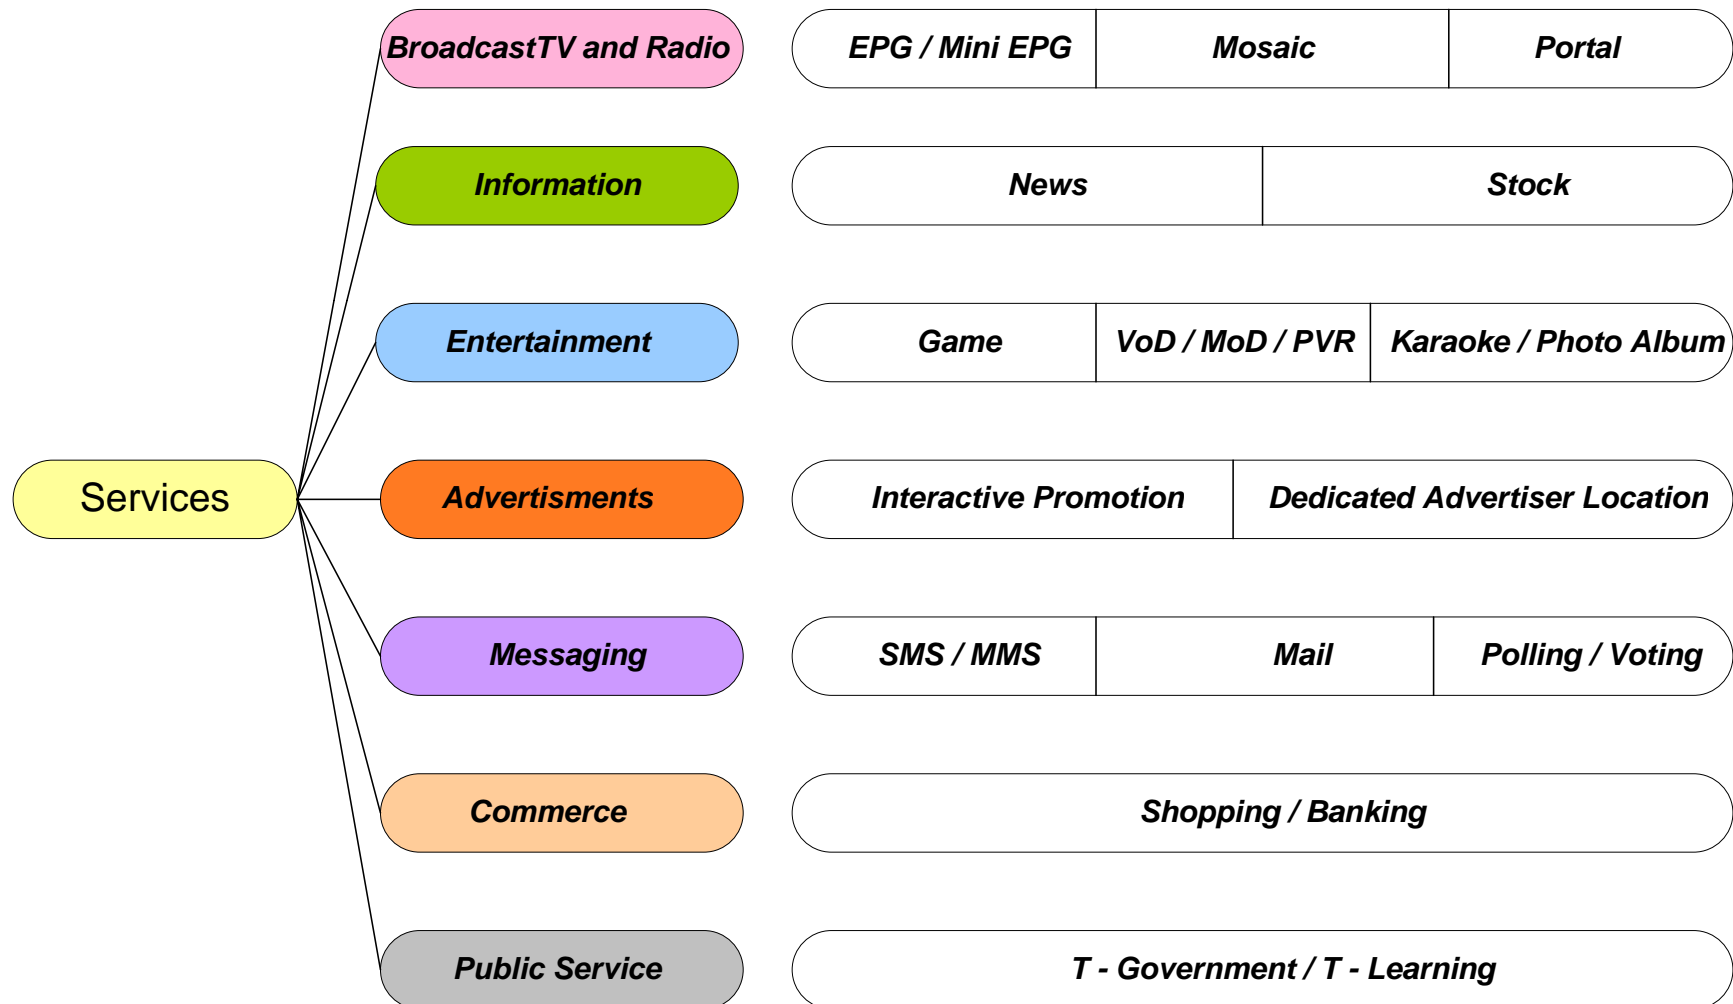 BroadcastTV and Radio EPG / Mini EPG Mosaic Portal
Information News Stock
Entertainment Game VoD / MoD / PVR Karaoke / Photo Album
Services Advertisments Interactive Promotion Dedicated Advertiser Location
Messaging SMS / MMS Mail Polling / Voting
Commerce Shopping / Banking
Public Service T - Government / T - Learning